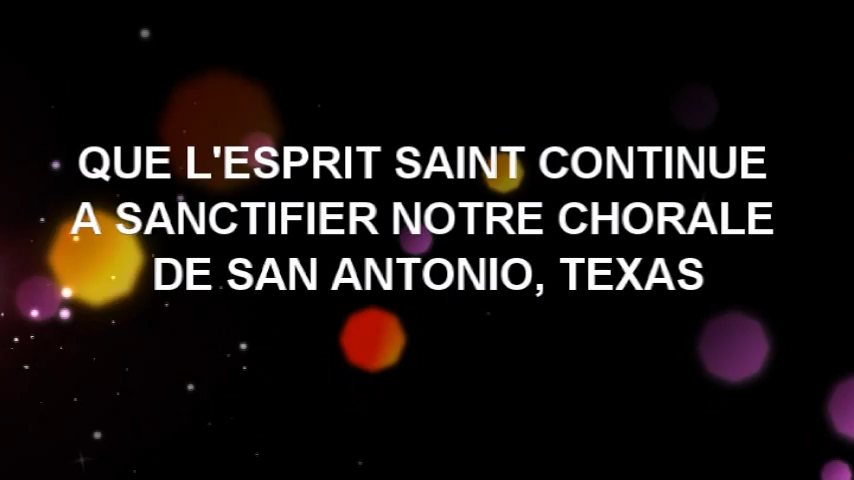 QUE L'ESPRIT SAINT CONTINUE
A SANCTIFIER NOTRE CHORALE
DE SAN ANTONIO, TEXAS